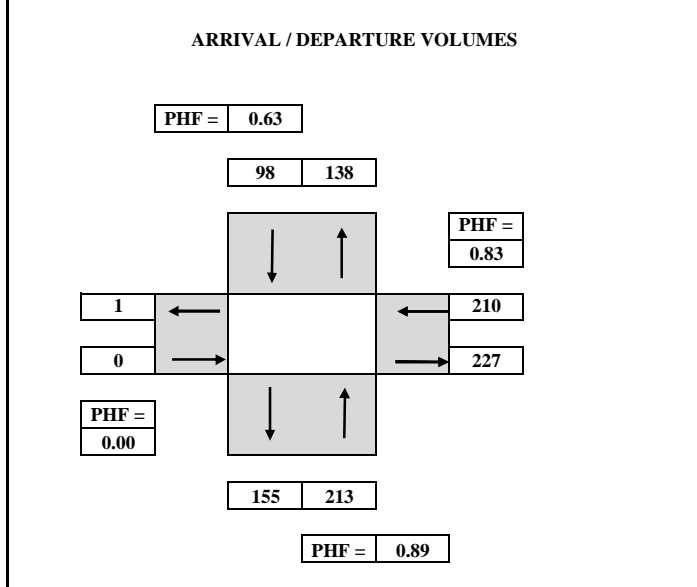 ARRIVAL / DEPARTURE VOLUMES
PHF = 0.63
98 138
PHF =
0.83
1 210
0 227
PHF =
0.00
155 213
PHF = 0.89